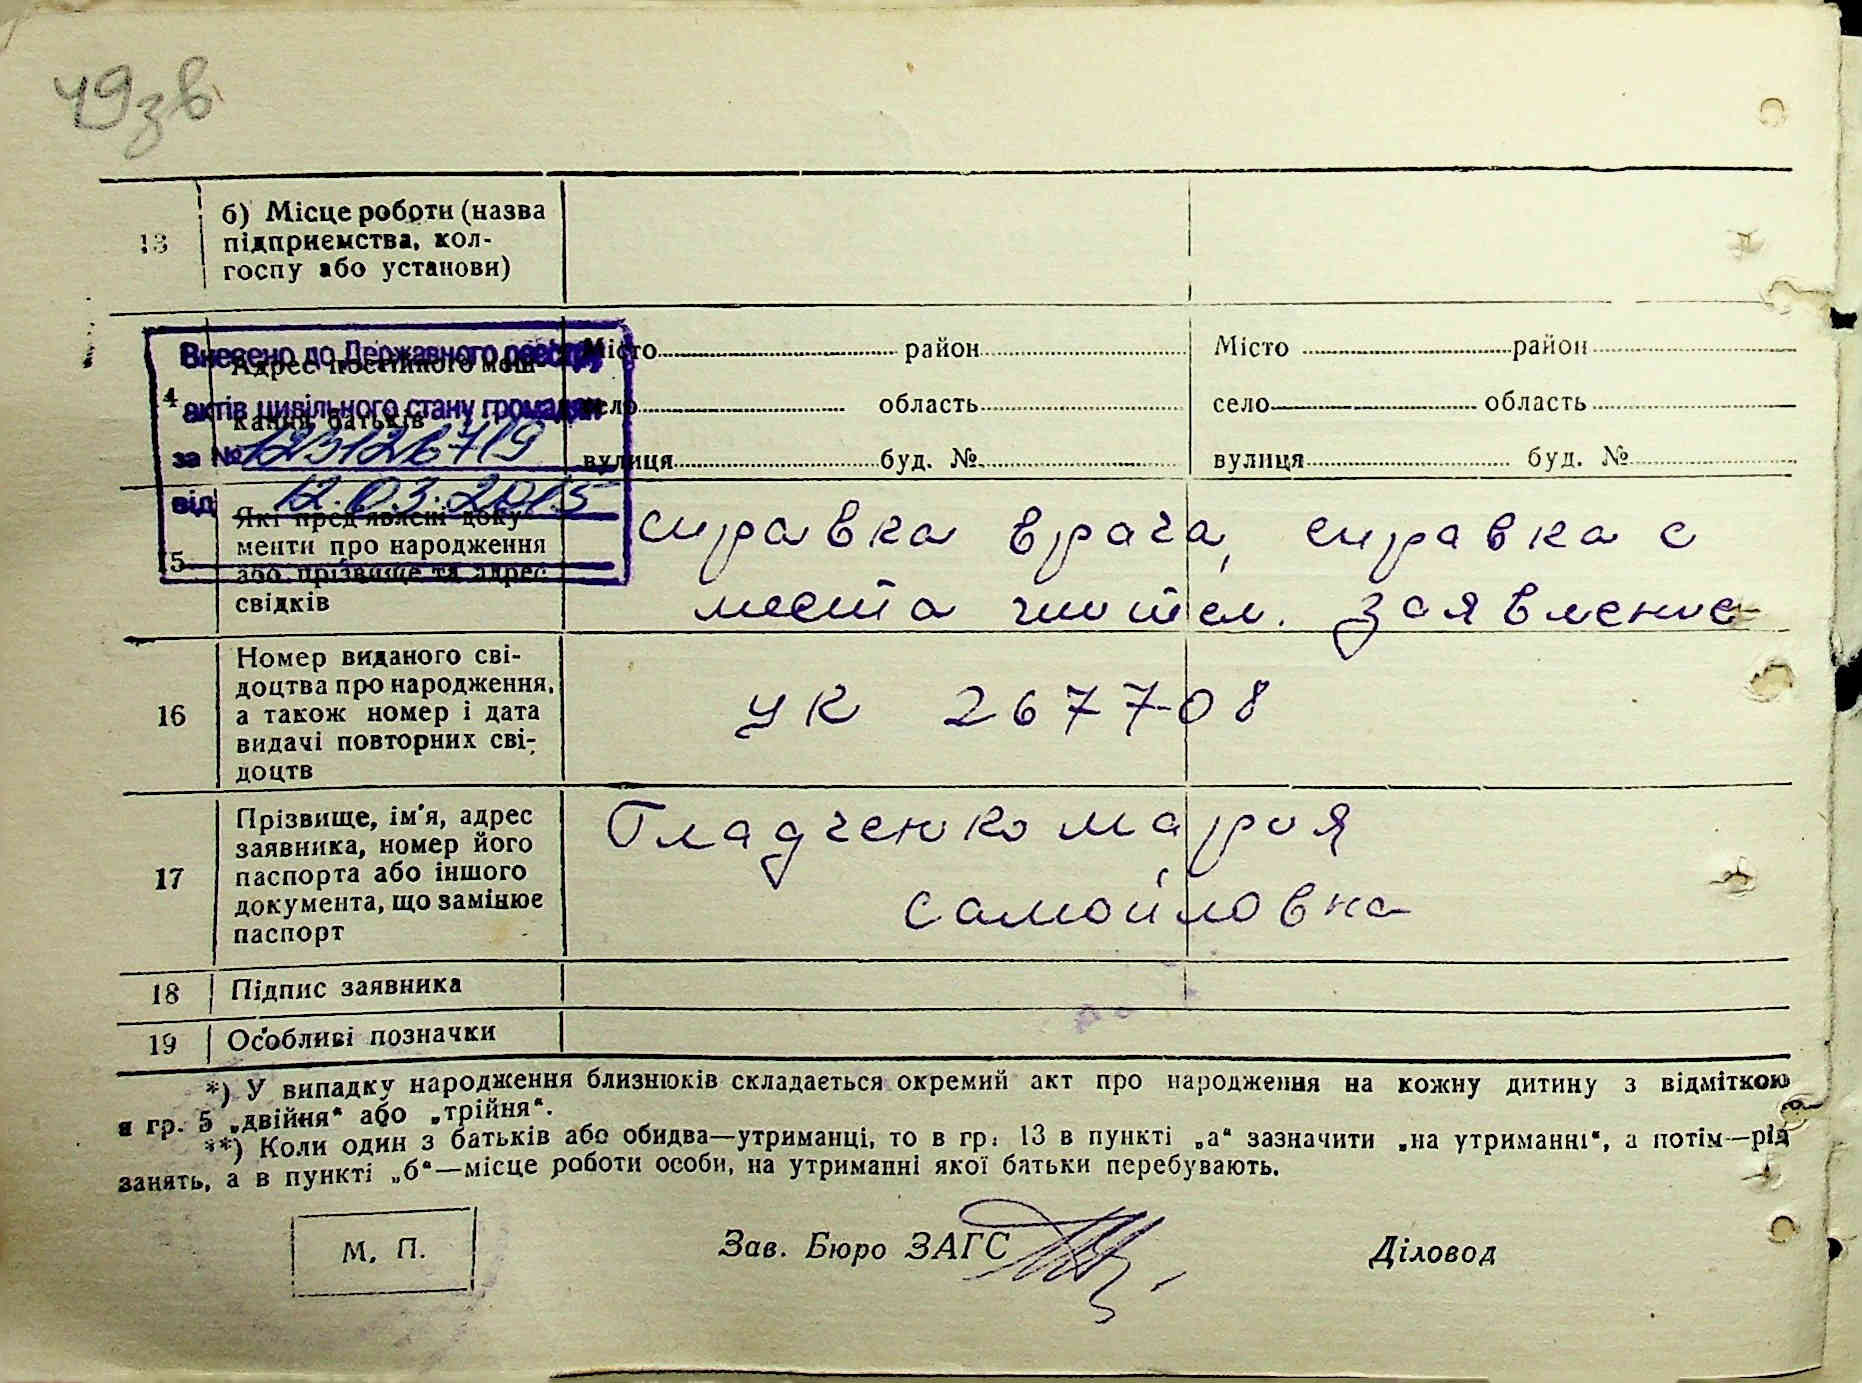 49зв
13
б) Місце роботи (назва
підприємства, кол-
госпу або установи)
Внесено до Державного реєстру
актів цивільного стану громадян
за №
від 12.03.2015
4
Адрес постійного меш-
кання батьків
Місто район
село область
вулиця буд. №
Місто район
село область
вулиця буд. №
5
Які пред'явлені доку-
менти про народження
або прізвище та адрес
свідків
справка врача, справка с
места жител. заявление
16
Номер виданого сві-
доцтва про народження,
а також номер і дата
видачі повторних сві-
доцтв
УК 267708
17
Прізвище, ім'я, адрес
заявника, номер його
паспорта або іншого
документа, що замінює
паспорт
Гладченко Мария
Самойловна
18
Підпис заявника
19
Особливі позначки
*) У випадку народження близнюків складається окремий акт про народження на кожну дитину з відміткою
в гр. 5 „двійня“ або „трійня“.
**) Коли один з батьків або обидва—утриманці, то в гр. 13 в пункті „а“ зазначити „на утриманні“, а потім—рід
занять, а в пункті „б“—місце роботи особи, на утриманні якої батьки перебувають.
М. П.
Зав. Бюро ЗАГС
Діловод